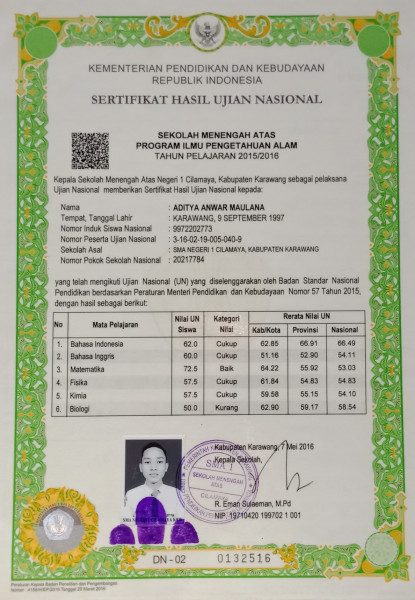 KEMENTERIAN PENDIDIKAN DAN KEBUDAYAAN
REPUBLIK INDONESIA
SERTIFIKAT HASIL UJIAN NASIONAL
SEKOLAH MENENGAH ATAS
PROGRAM ILMU PENGETAHUAN ALAM
TAHUN PELAJARAN 2015/2016
Kepala Sekolah Menengah Atas Negeri 1 Cilamaya, Kabupaten Karawang sebagai pelaksana
Ujian Nasional memberikan Sertifikat Hasil Ujian Nasional kepada:
Nama : ADITYA ANWAR MAULANA
Tempat, Tanggal Lahir : KARAWANG, 9 SEPTEMBER 1997
Nomor Induk Siswa Nasional : 9972202773
Nomor Peserta Ujian Nasional : 3-16-02-19-005-040-9
Sekolah Asal : SMA NEGERI 1 CILAMAYA, KABUPATEN KARAWANG
Nomor Pokok Sekolah Nasional : 20217784
yang telah mengikuti Ujian Nasional (UN) yang diselenggarakan oleh Badan Standar Nasional
Pendidikan berdasarkan Peraturan Menteri Pendidikan dan Kebudayaan Nomor 57 Tahun 2015,
dengan hasil sebagai berikut:
No Mata Pelajaran Nilai UN Siswa Kategori Nilai Rerata Nilai UN
Kab/Kota Provinsi Nasional
1. Bahasa Indonesia 62.0 Cukup 62.85 66.91 66.49
2. Bahasa Inggris 60.0 Cukup 51.16 52.90 54.11
3. Matematika 72.5 Baik 64.22 55.92 53.03
4. Fisika 57.5 Cukup 61.84 54.83 54.83
5. Kimia 57.5 Cukup 59.58 55.15 54.10
6. Biologi 50.0 Kurang 62.90 59.17 58.54
Kabupaten Karawang, 7 Mei 2016
Kepala Sekolah,
SMA 1
SEKOLAH MENENGAH
ATAS
CILAMAYA
R. Eman Sulaeman, M.Pd
NIP. 19710420 199702 1 001
DN - 02 0132516
Peraturan Kepala Badan Penelitian dan Pengembangan